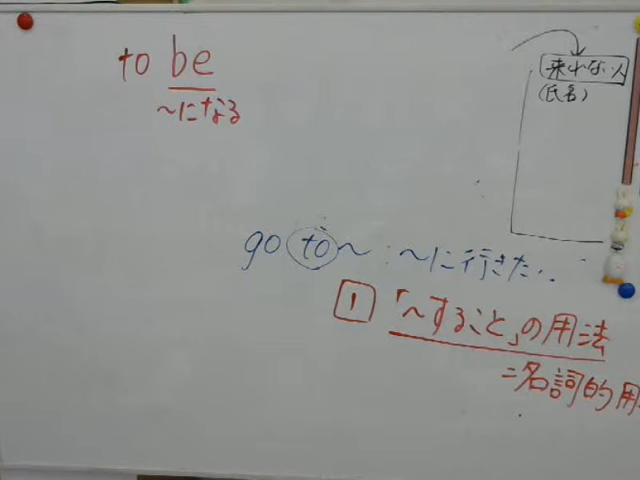 to be
～になる
来れない人
(氏名)
go to ～ ～に行きたい.
1 「～すること」の用法
=名詞的用